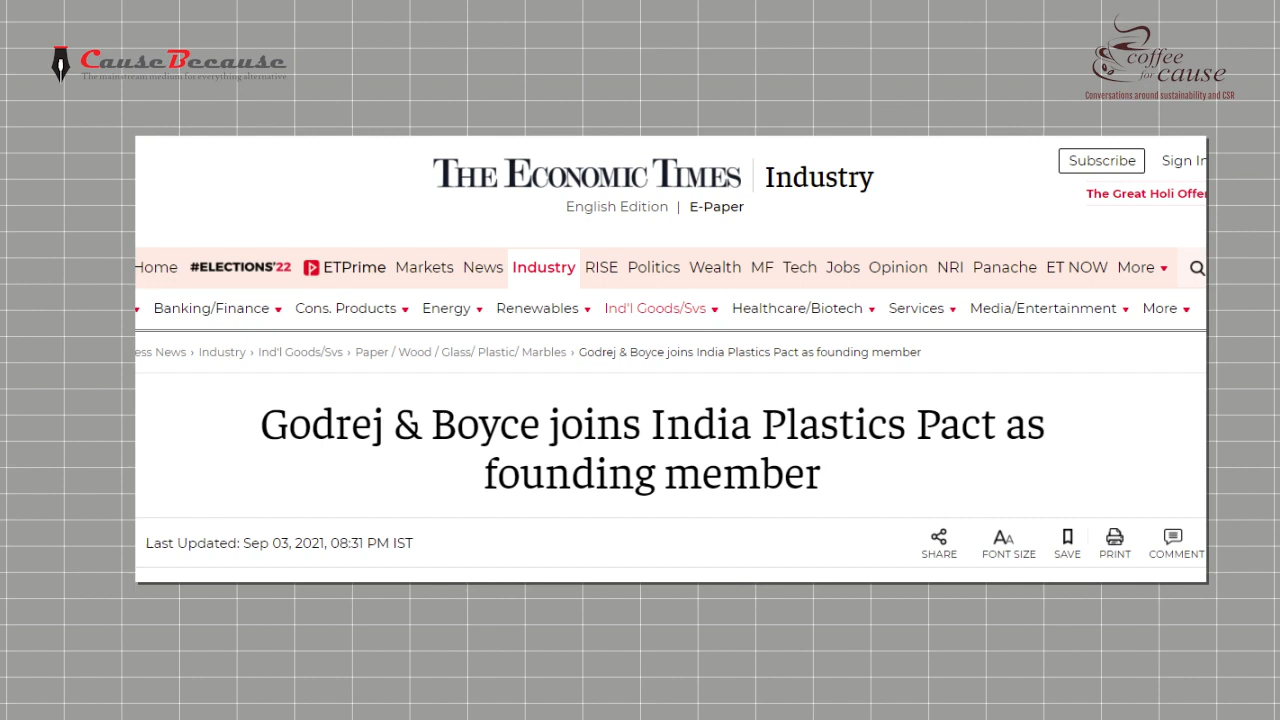 CauseBecause
The mainstream medium for everything alternative
coffee
for cause
Conversations around sustainability and CSR
THE ECONOMIC TIMES | Industry
Subscribe Sign In
The Great Holi Offer
English Edition | E-Paper
Home #ELECTIONS'22 ETPrime Markets News Industry RISE Politics Wealth MF Tech Jobs Opinion NRI Panache ET NOW More
Banking/Finance Cons. Products Energy Renewables Ind'l Goods/Svs Healthcare/Biotech Services Media/Entertainment More
ess News › Industry › Ind'l Goods/Svs › Paper / Wood / Glass/ Plastic/ Marbles › Godrej & Boyce joins India Plastics Pact as founding member
Godrej & Boyce joins India Plastics Pact as
founding member
Last Updated: Sep 03, 2021, 08:31 PM IST
SHARE FONT SIZE SAVE PRINT COMMENT